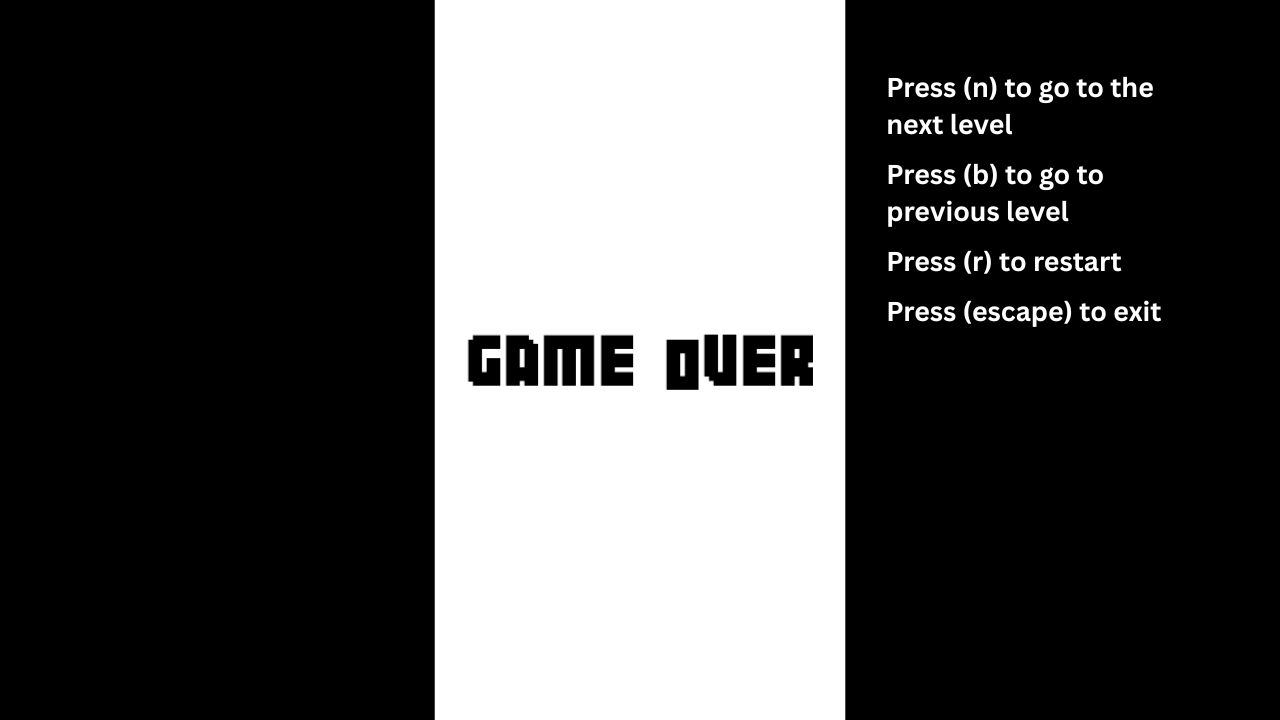 GAME OVER
Press (n) to go to the
next level
Press (b) to go to
previous level
Press (r) to restart
Press (escape) to exit